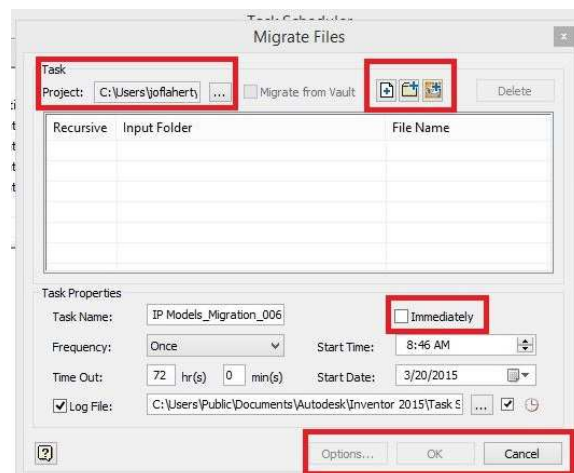 Task Scheduler
Migrate Files
x
Task
Project: C:\Users\joflaherty ... Migrate from Vault Delete
Recursive Input Folder File Name
Task Properties
Task Name: IP Models_Migration_006 Immediately
Frequency: Once Start Time: 8:46 AM
Time Out: 72 hr(s) 0 min(s) Start Date: 3/20/2015
Log File: C:\Users\Public\Documents\Autodesk\Inventor 2015\Task S ...
? Options... OK Cancel